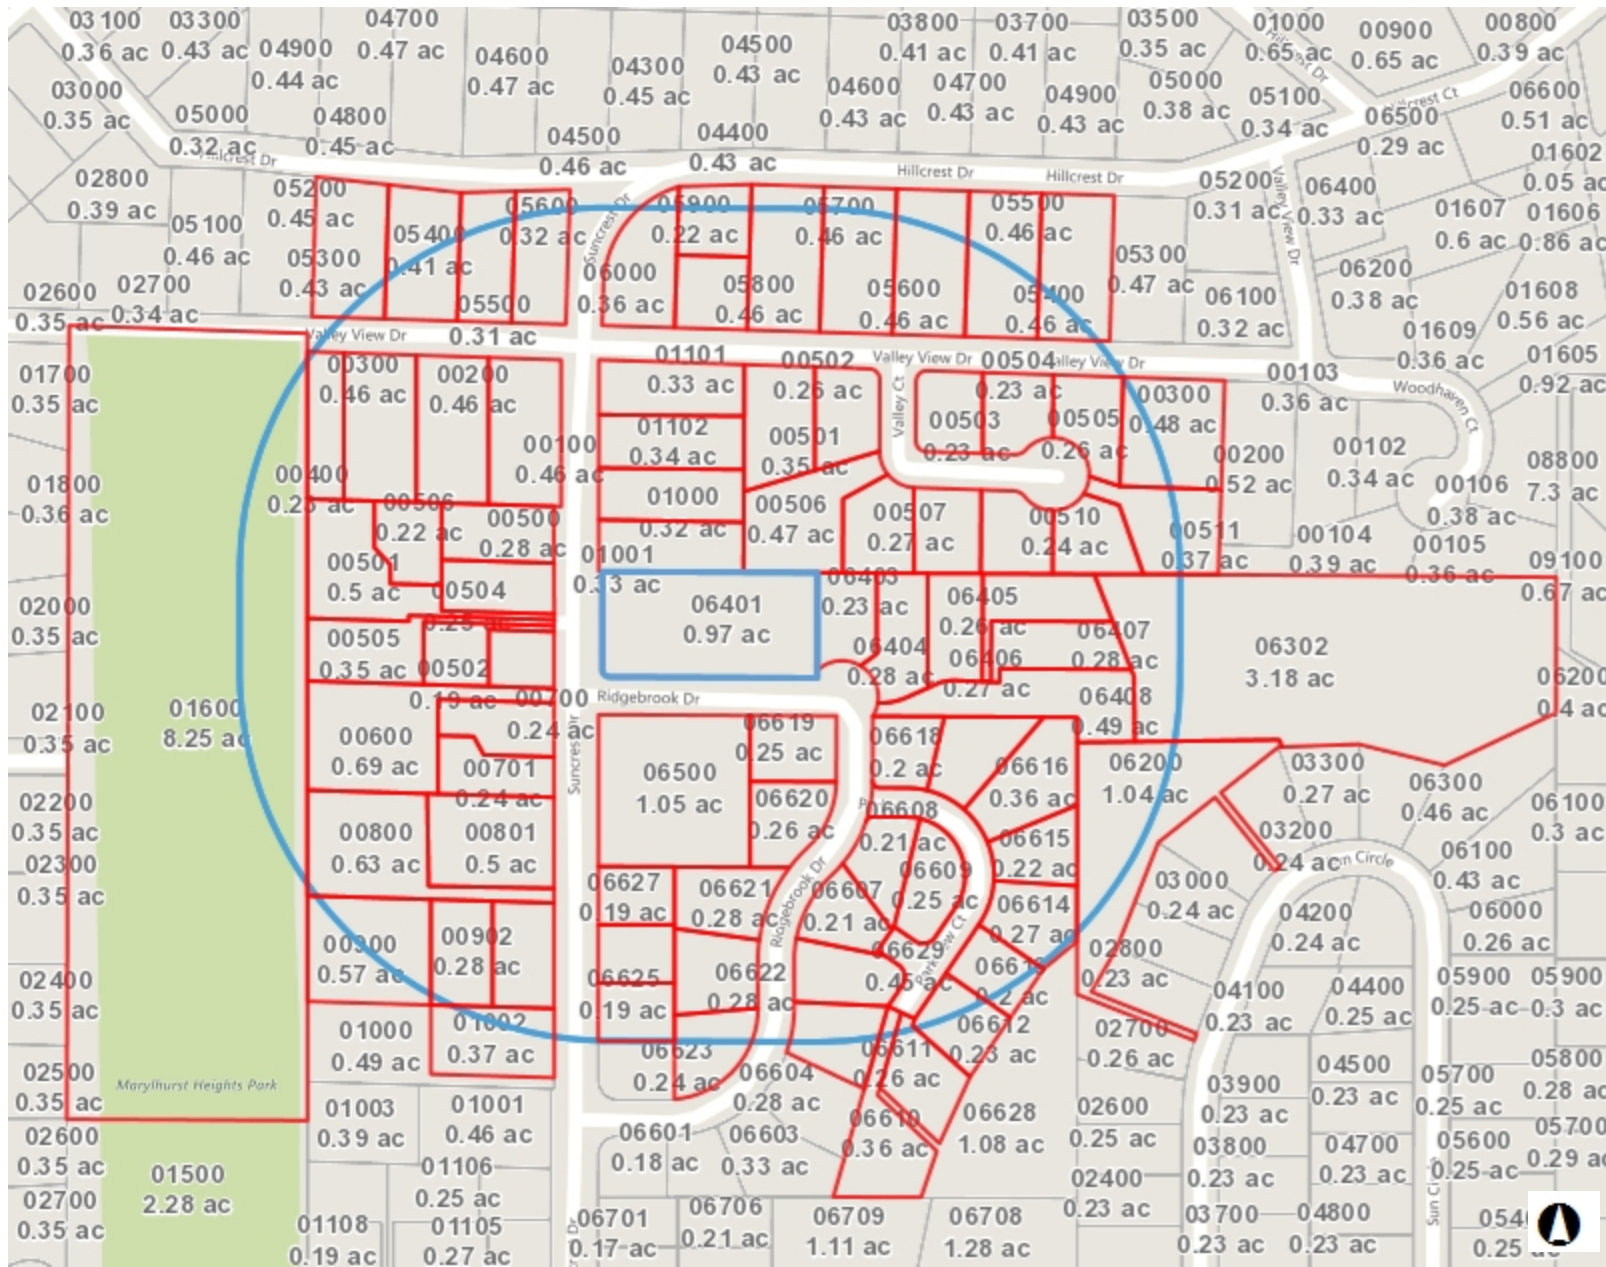 03100
0.36 ac
03300
0.43 ac
04900
0.44 ac
04700
0.47 ac
04600
0.47 ac
04300
0.45 ac
04500
0.43 ac
03800
0.41 ac
03700
0.41 ac
03500
0.35 ac
01000
0.65 ac
00900
0.65 ac
00800
0.39 ac
03000
0.35 ac
05000
0.32 ac
04800
0.45 ac
04500
0.46 ac
04400
0.43 ac
04600
0.43 ac
04700
0.43 ac
04900
0.43 ac
05000
0.38 ac
05100
0.34 ac
Hillcrest Dr
Hillcrest Ct
06500
0.29 ac
06600
0.51 ac
01602
0.05 ac
Hillcrest Dr
Hillcrest Dr
Hillcrest Dr
02800
0.39 ac
05100
0.46 ac
05200
0.45 ac
05300
0.43 ac
05400
0.41 ac
05600
0.32 ac
05500
0.31 ac
Suncrest Dr
06000
0.36 ac
05900
0.22 ac
05800
0.46 ac
05700
0.46 ac
05600
0.46 ac
05500
0.46 ac
05400
0.46 ac
05300
0.47 ac
05200
0.31 ac
06400
0.33 ac
Valley View Dr
06100
0.32 ac
06200
0.38 ac
01607
0.6 ac
01606
0.86 ac
01608
0.56 ac
01609
0.36 ac
01605
0.92 ac
02600
0.35 ac
02700
0.34 ac
Valley View Dr
Valley View Dr
Valley View Dr
01700
0.35 ac
00300
0.46 ac
00200
0.46 ac
00100
0.46 ac
01101
0.33 ac
01102
0.34 ac
01000
0.32 ac
01001
0.33 ac
00502
0.26 ac
00501
0.35 ac
00506
0.47 ac
Valley Ct
00504
0.23 ac
00503
0.23 ac
00505
0.26 ac
00300
0.48 ac
00103
0.36 ac
Woodhaven Ct
00200
0.52 ac
00102
0.34 ac
00106
0.38 ac
08800
7.3 ac
01800
0.36 ac
00400
0.23 ac
00506
0.22 ac
00500
0.28 ac
00507
0.27 ac
00510
0.24 ac
00511
0.37 ac
00104
0.39 ac
00105
0.36 ac
09100
0.67 ac
00501
0.5 ac
00504
0.25 ac
02000
0.35 ac
00505
0.35 ac
00502
0.19 ac
06401
0.97 ac
06403
0.23 ac
06404
0.28 ac
06405
0.26 ac
06406
0.27 ac
06407
0.28 ac
06408
0.49 ac
06302
3.18 ac
06200
0.4 ac
02100
0.35 ac
01600
8.25 ac
00700
0.24 ac
Ridgebrook Dr
Suncrest Dr
00600
0.69 ac
00701
0.24 ac
06500
1.05 ac
06619
0.25 ac
06620
0.26 ac
06618
0.2 ac
06616
0.36 ac
06200
1.04 ac
03300
0.27 ac
06300
0.46 ac
06100
0.3 ac
02200
0.35 ac
00800
0.63 ac
00801
0.5 ac
06608
0.21 ac
06615
0.22 ac
03200
0.24 ac
06100
0.43 ac
02300
0.35 ac
06627
0.19 ac
06621
0.28 ac
Ridgebrook Dr
06607
0.21 ac
06609
0.25 ac
06614
0.27 ac
03000
0.24 ac
04200
0.24 ac
06000
0.26 ac
00900
0.57 ac
00902
0.28 ac
06625
0.19 ac
06622
0.28 ac
06629
0.45 ac
02800
0.23 ac
04100
0.23 ac
04400
0.25 ac
05900
0.25 ac
05900
0.3 ac
02400
0.35 ac
01000
0.49 ac
01002
0.37 ac
06623
0.24 ac
06604
0.28 ac
06611
0.26 ac
06612
0.23 ac
02700
0.26 ac
04500
0.23 ac
05700
0.25 ac
05800
0.28 ac
02500
0.35 ac
Marylhurst Heights Park
01003
0.39 ac
01001
0.46 ac
06601
0.18 ac
06603
0.33 ac
06610
0.36 ac
06628
1.08 ac
02600
0.25 ac
03900
0.23 ac
03800
0.23 ac
04700
0.23 ac
05600
0.25 ac
05700
0.29 ac
02600
0.35 ac
01500
2.28 ac
01106
0.25 ac
02400
0.23 ac
02700
0.35 ac
01108
0.19 ac
01105
0.27 ac
06701
0.17 ac
06706
0.21 ac
06709
1.11 ac
06708
1.28 ac
03700
0.23 ac
04800
0.23 ac
0.25 ac